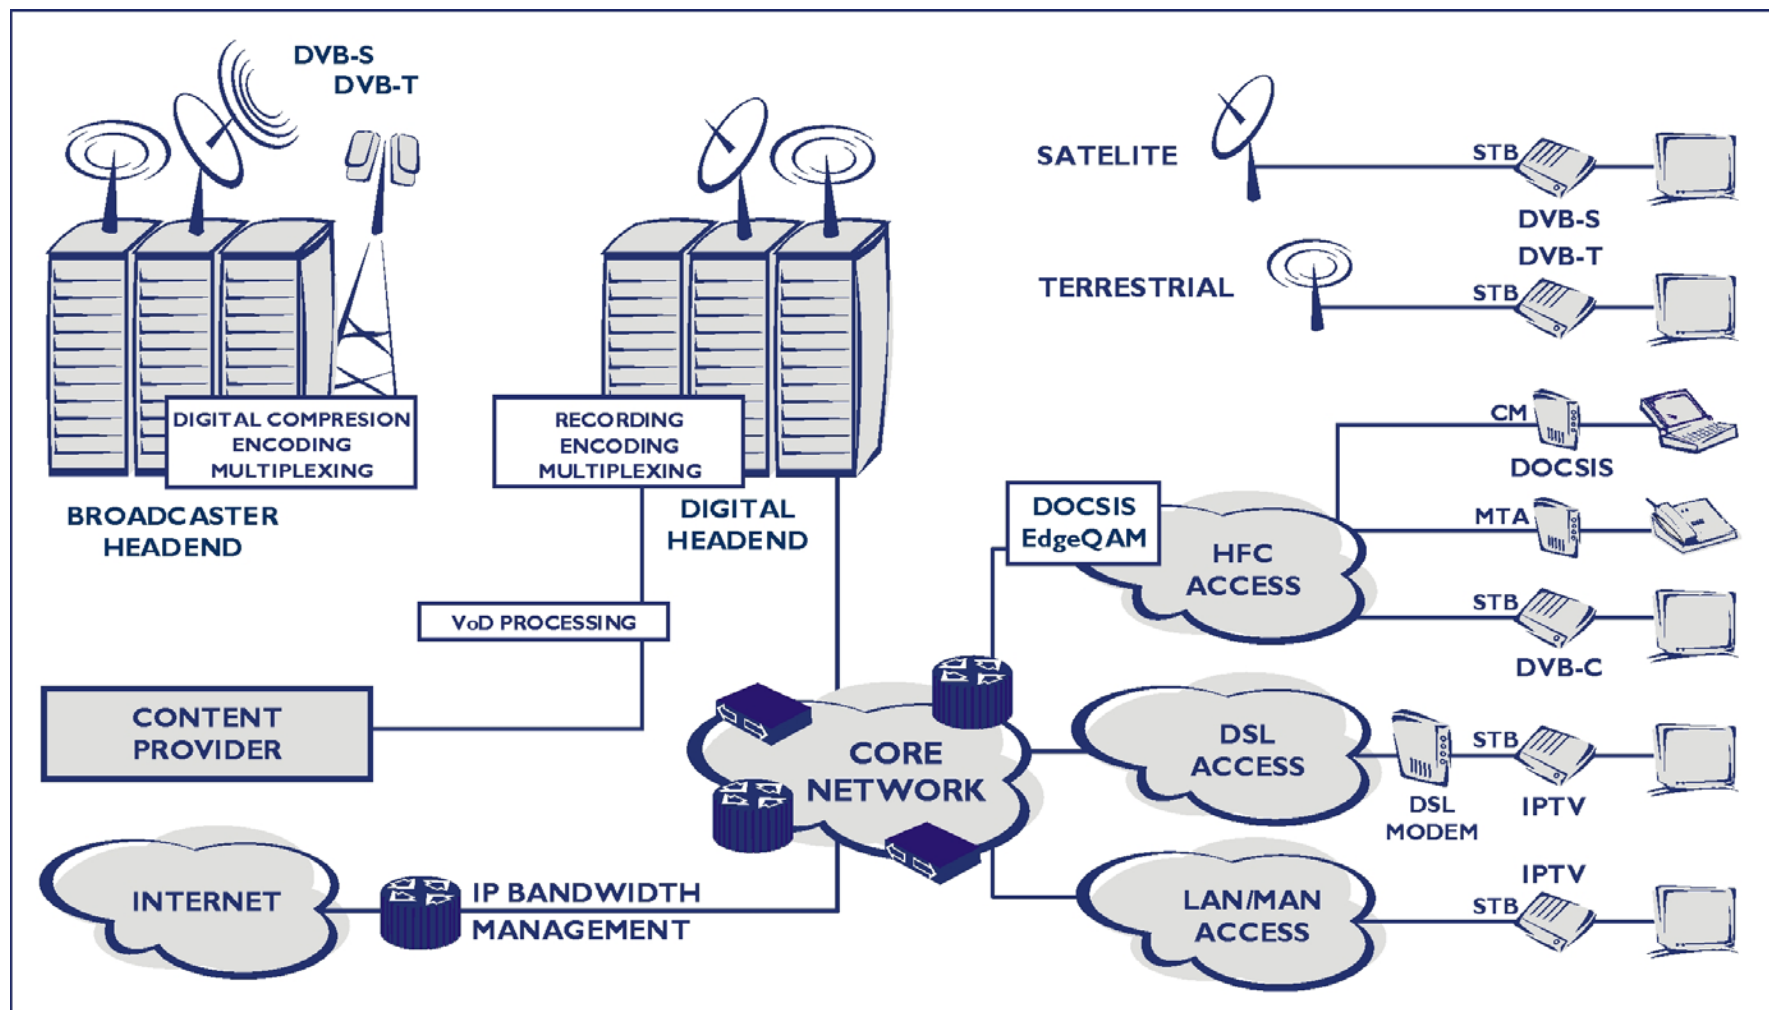 DVB-S
DVB-T
DIGITAL COMPRESION
ENCODING
MULTIPLEXING
BROADCASTER
HEADEND
RECORDING
ENCODING
MULTIPLEXING
DIGITAL
HEADEND
VoD PROCESSING
CONTENT
PROVIDER
INTERNET
IP BANDWIDTH
MANAGEMENT
CORE
NETWORK
SATELITE
STB
DVB-S
DVB-T
TERRESTRIAL
STB
DOCSIS
EdgeQAM
HFC
ACCESS
CM
DOCSIS
MTA
STB
DVB-C
DSL
ACCESS
DSL
MODEM
STB
IPTV
LAN/MAN
ACCESS
IPTV
STB